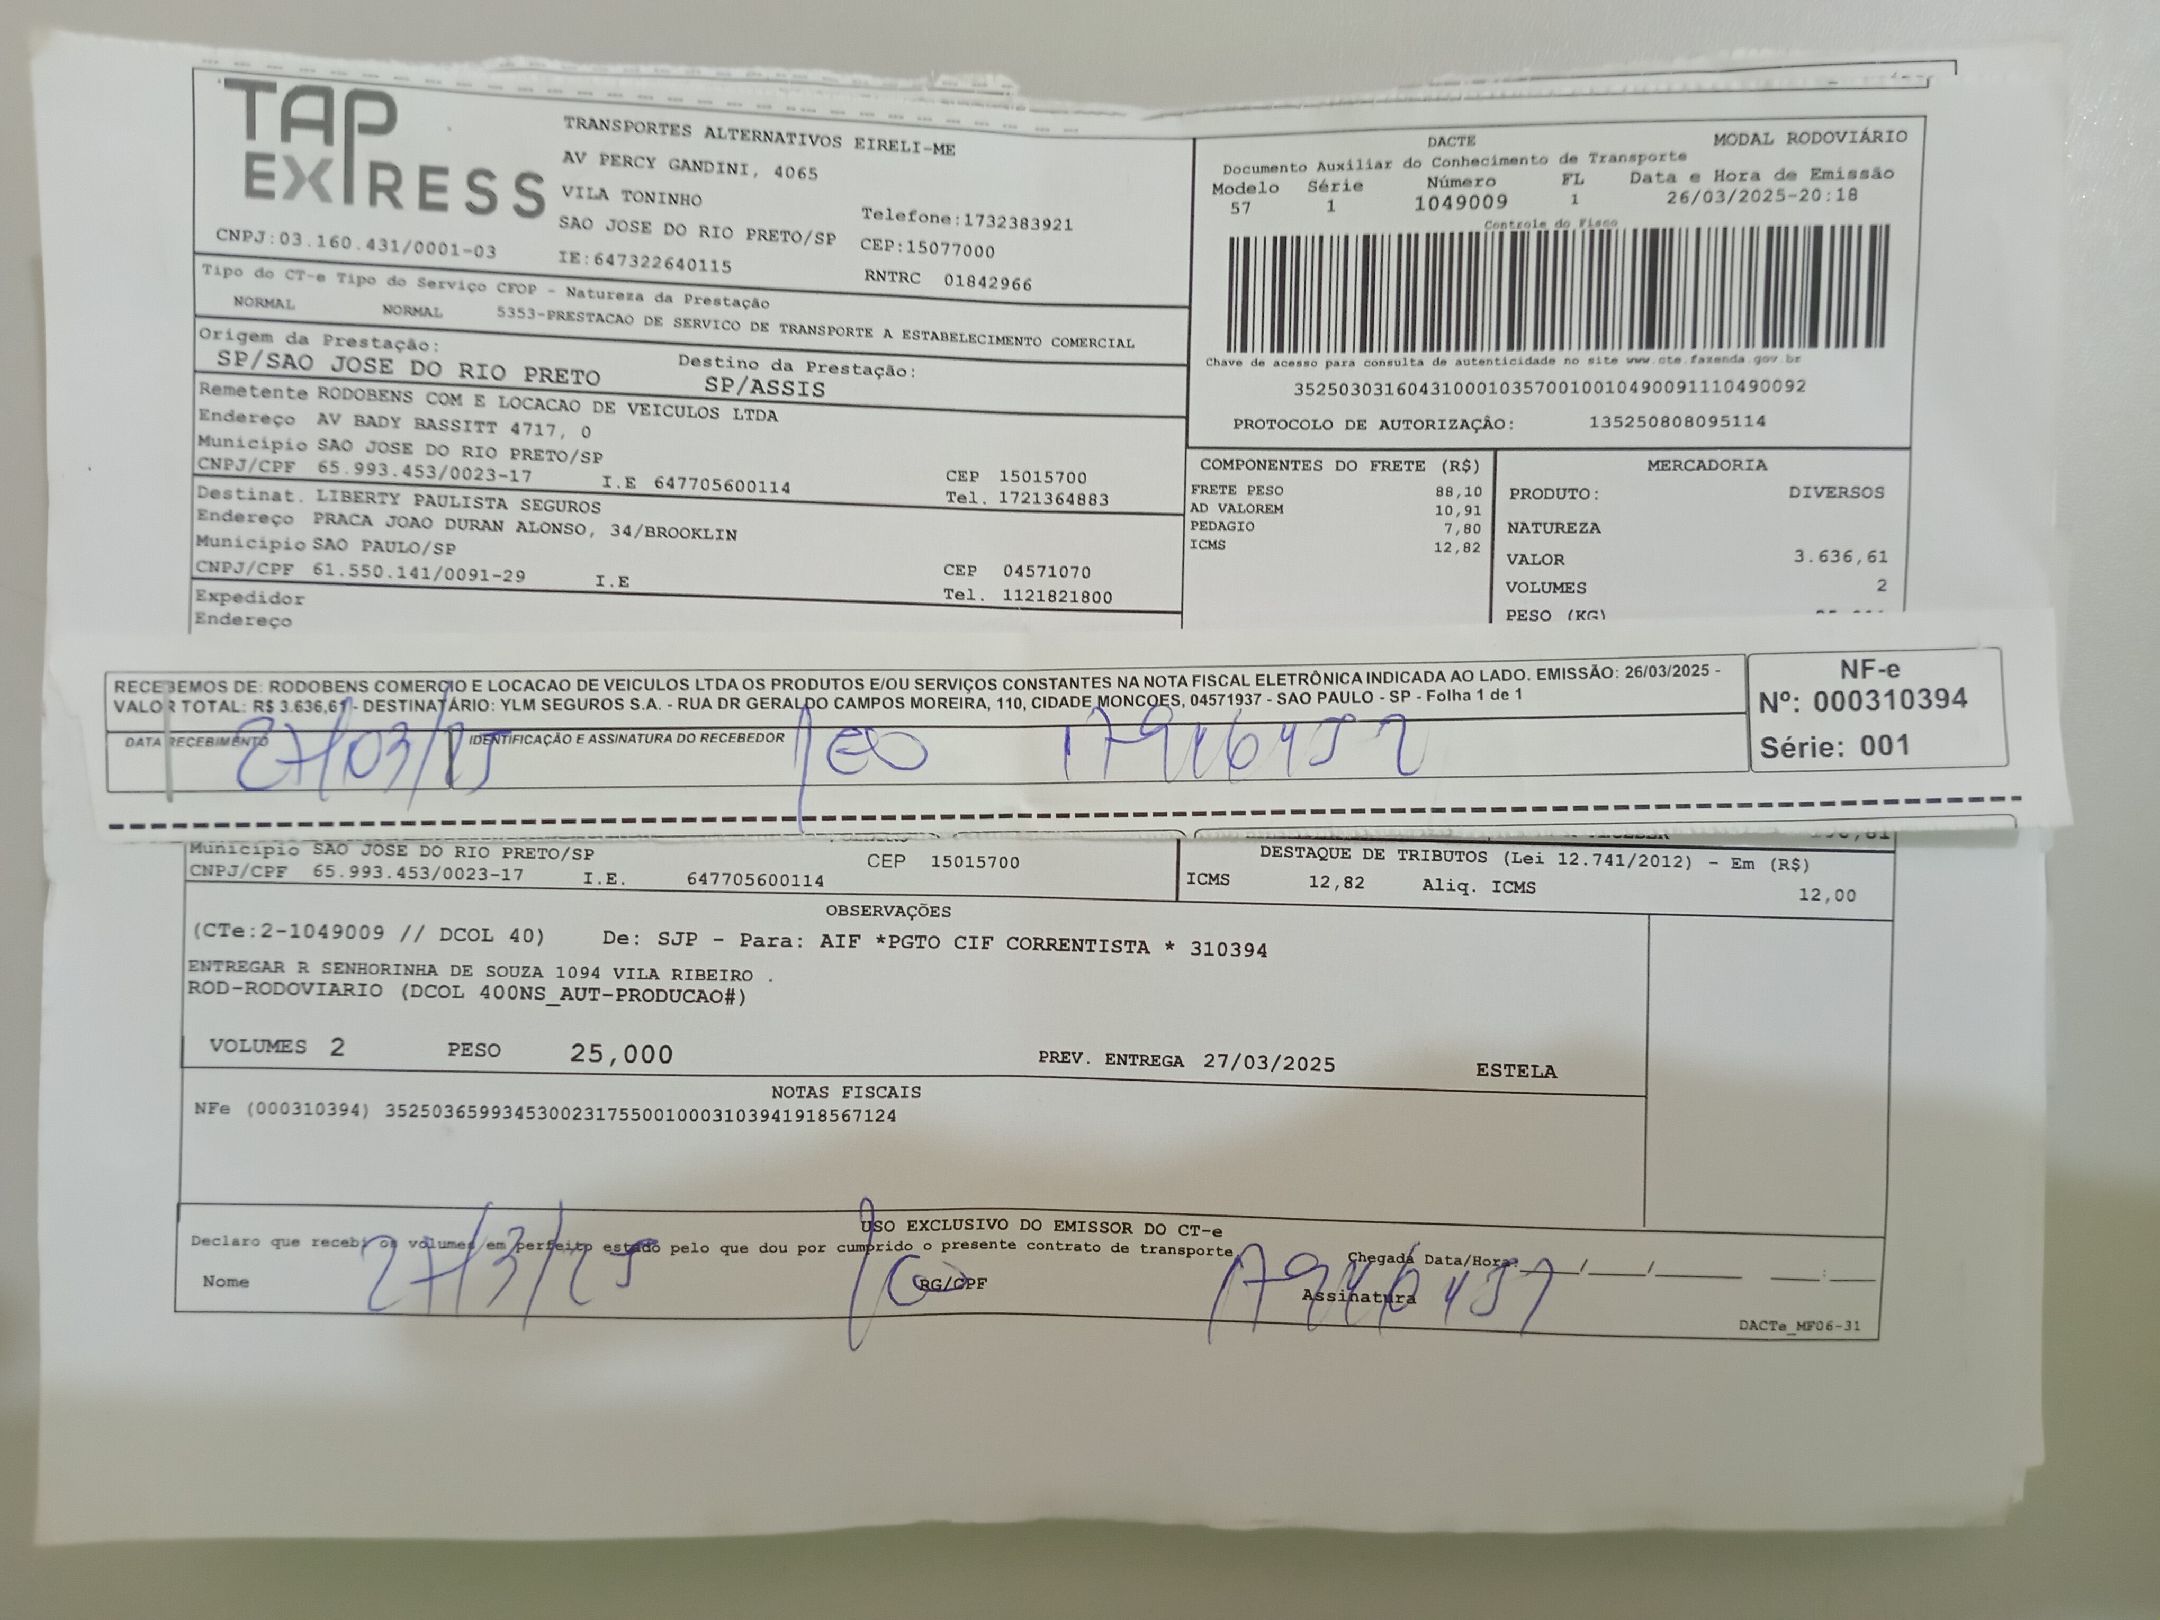 TAP EXPRESS
TRANSPORTES ALTERNATIVOS EIRELI-ME
AV PERCY GANDINI, 4065
VILA TONINHO
SAO JOSE DO RIO PRETO/SP
Telefone:1732383921
CEP:15077000
CNPJ:03.160.431/0001-03
IE:647322640115
RNTRC 01842966
Tipo do CT-e Tipo do Serviço CFOP - Natureza da Prestação
NORMAL NORMAL 5353-PRESTACAO DE SERVICO DE TRANSPORTE A ESTABELECIMENTO COMERCIAL
Origem da Prestação:
SP/SAO JOSE DO RIO PRETO
Destino da Prestação:
SP/ASSIS
Remetente RODOBENS COM E LOCACAO DE VEICULOS LTDA
Endereço AV BADY BASSITT 4717, 0
Município SAO JOSE DO RIO PRETO/SP
CNPJ/CPF 65.993.453/0023-17 I.E 647705600114
CEP 15015700
Tel. 1721364883
Destinat. LIBERTY PAULISTA SEGUROS
Endereço PRACA JOAO DURAN ALONSO, 34/BROOKLIN
Município SAO PAULO/SP
CNPJ/CPF 61.550.141/0091-29 I.E
CEP 04571070
Tel. 1121821800
Expedidor
Endereço
DACTE
MODAL RODOVIÁRIO
Documento Auxiliar do Conhecimento de Transporte
Modelo Série Número FL Data e Hora de Emissão
57 1 1049009 1 26/03/2025-20:18
Controle do Fisco
Chave de acesso para consulta de autenticidade no site www.cte.fazenda.gov.br
35250303160431000103570010010490091110490092
PROTOCOLO DE AUTORIZAÇÃO: 135250808095114
COMPONENTES DO FRETE (R$)
FRETE PESO 88,10
AD VALOREM 10,91
PEDAGIO 7,80
ICMS 12,82
MERCADORIA
PRODUTO: DIVERSOS
NATUREZA
VALOR 3.636,61
VOLUMES 2
PESO (KG)
RECEBEMOS DE: RODOBENS COMERCIO E LOCACAO DE VEICULOS LTDA OS PRODUTOS E/OU SERVIÇOS CONSTANTES NA NOTA FISCAL ELETRÔNICA INDICADA AO LADO. EMISSÃO: 26/03/2025 -
VALOR TOTAL: R$ 3.636,61 - DESTINATÁRIO: YLM SEGUROS S.A. - RUA DR GERALDO CAMPOS MOREIRA, 110, CIDADE MONCOES, 04571937 - SAO PAULO - SP - Folha 1 de 1
DATA RECEBIMENTO
27/03/25
IDENTIFICAÇÃO E ASSINATURA DO RECEBEDOR
NF-e
Nº: 000310394
Série: 001
Município SAO JOSE DO RIO PRETO/SP
CEP 15015700
CNPJ/CPF 65.993.453/0023-17 I.E. 647705600114
DESTAQUE DE TRIBUTOS (Lei 12.741/2012) - Em (R$)
ICMS 12,82 Aliq. ICMS 12,00
OBSERVAÇÕES
(CTe:2-1049009 // DCOL 40) De: SJP - Para: AIF *PGTO CIF CORRENTISTA * 310394
ENTREGAR R SENHORINHA DE SOUZA 1094 VILA RIBEIRO .
ROD-RODOVIARIO (DCOL 400NS_AUT-PRODUCAO#)
VOLUMES 2 PESO 25,000 PREV. ENTREGA 27/03/2025 ESTELA
NOTAS FISCAIS
NFe (000310394) 35250365993453002317550010003103941918567124
USO EXCLUSIVO DO EMISSOR DO CT-e
Declaro que recebi os volumes em perfeito estado pelo que dou por cumprido o presente contrato de transporte
Chegada Data/Hora: / / :
Nome
27/3/25
RG/CPF
Assinatura
DACTe_MF06-31